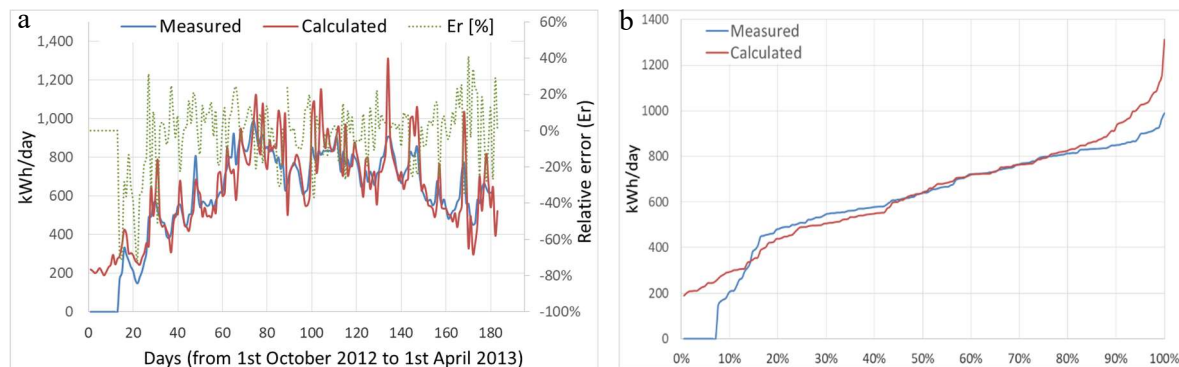 a
Measured Calculated Er [%]
1,400
1,200
1,000
800
600
400
200
0
kWh/day
60%
40%
20%
0%
-20%
-40%
-60%
-80%
-100%
Relative error (Er)
0 20 40 60 80 100 120 140 160 180
Days (from 1st October 2012 to 1st April 2013)
b
Measured
Calculated
1400
1200
1000
800
600
400
200
0
kWh/day
0% 10% 20% 30% 40% 50% 60% 70% 80% 90% 100%